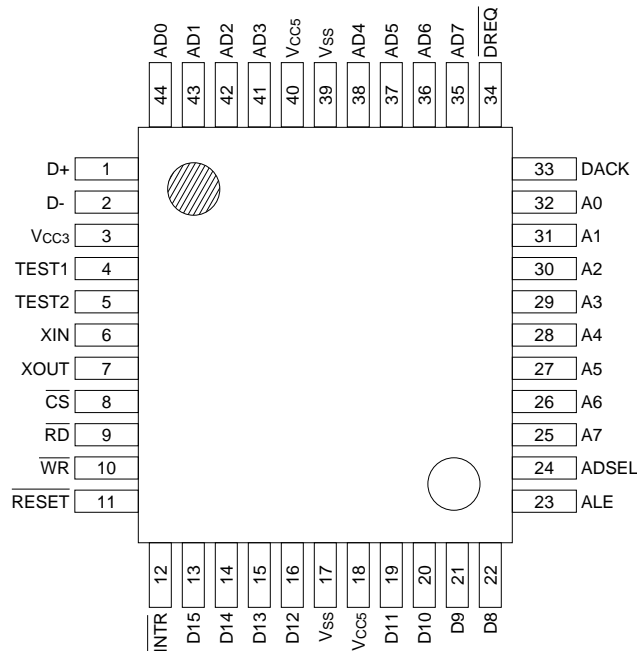 AD0
AD1
AD2
AD3
VCC5
VSS
AD4
AD5
AD6
AD7
DREQ
44
43
42
41
40
39
38
37
36
35
34
D+ 1
D- 2
VCC3 3
TEST1 4
TEST2 5
XIN 6
XOUT 7
CS 8
RD 9
WR 10
RESET 11
33 DACK
32 A0
31 A1
30 A2
29 A3
28 A4
27 A5
26 A6
25 A7
24 ADSEL
23 ALE
12
13
14
15
16
17
18
19
20
21
22
INTR
D15
D14
D13
D12
VSS
VCC5
D11
D10
D9
D8